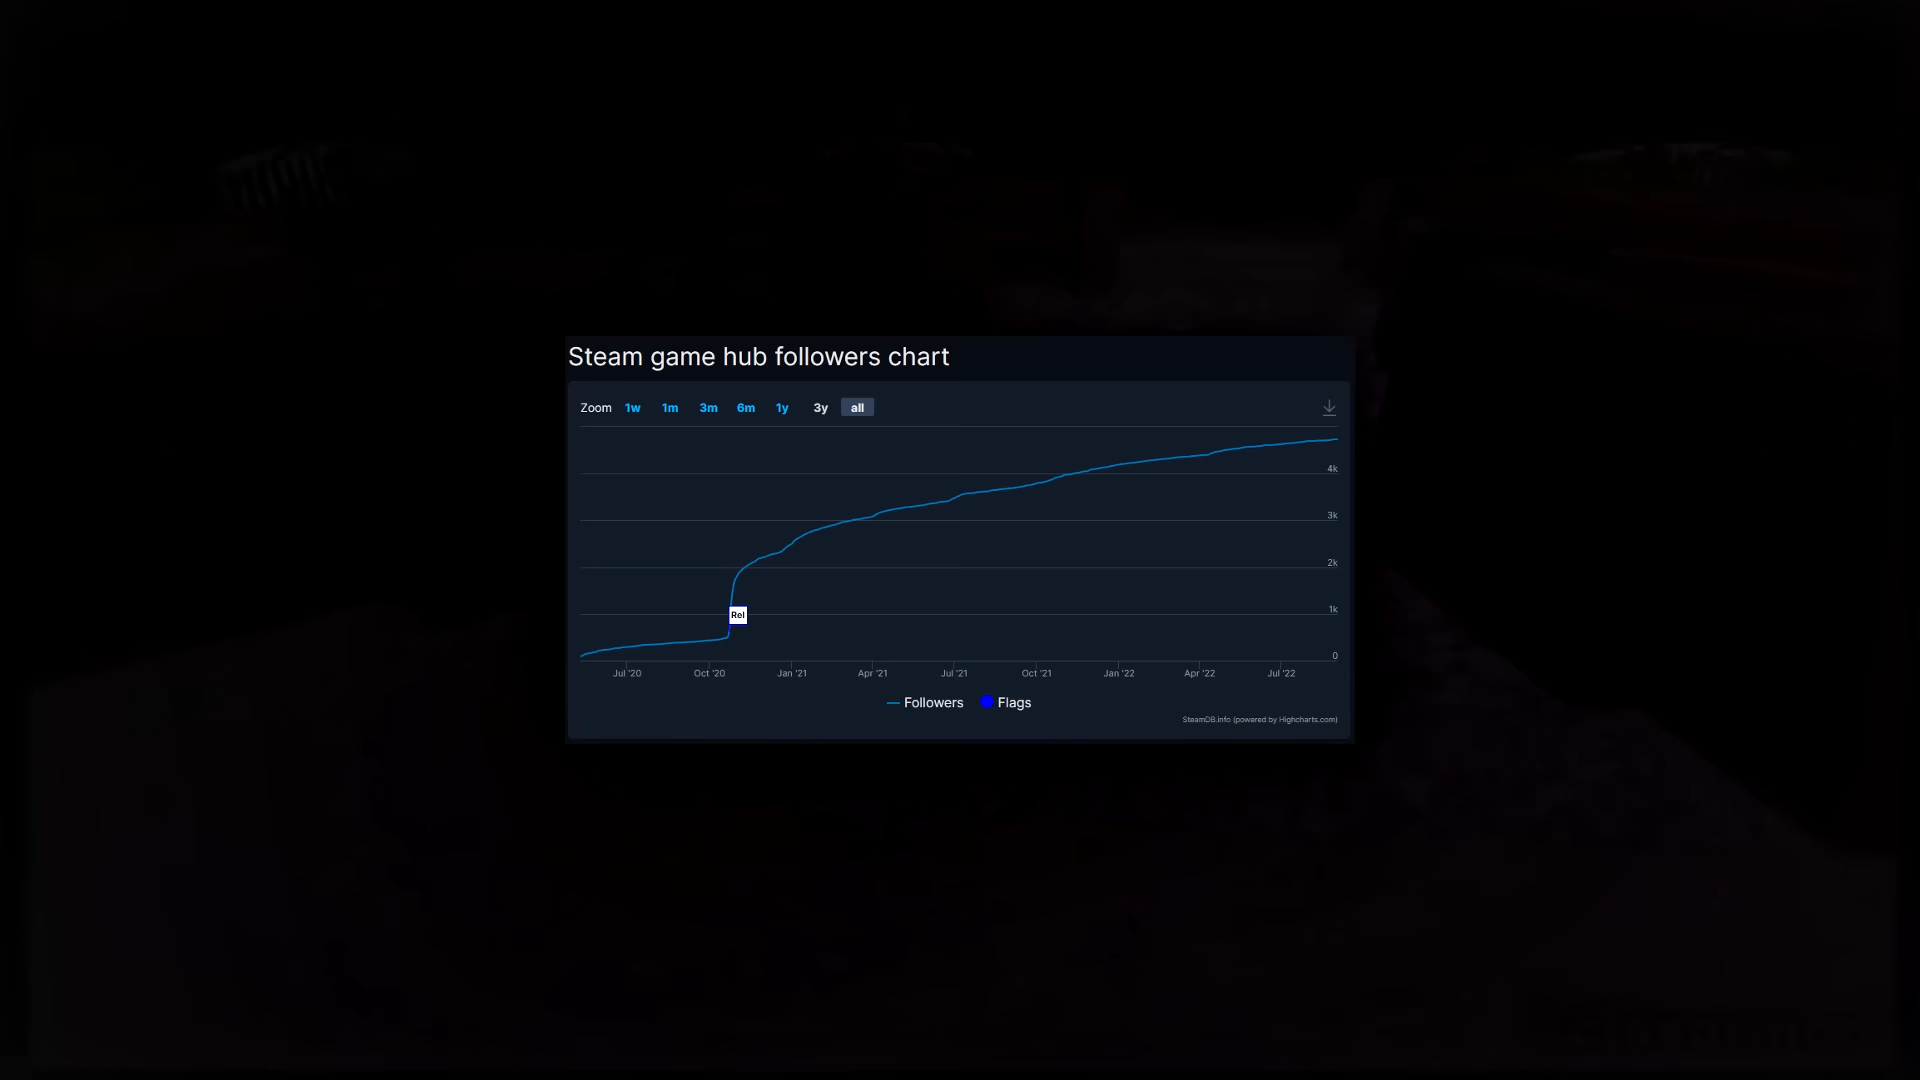 Steam game hub followers chart
Zoom 1w 1m 3m 6m 1y 3y all
4k
3k
2k
1k
0
Rel
Jul '20 Oct '20 Jan '21 Apr '21 Jul '21 Oct '21 Jan '22 Apr '22 Jul '22
Followers Flags
SteamDB.info (powered by Highcharts.com)